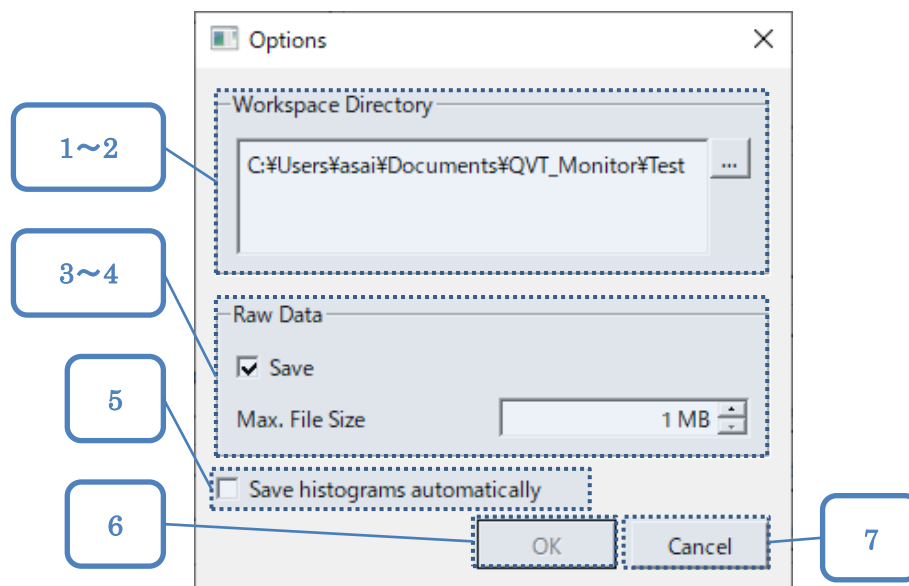 Options
Workspace Directory
1～2
C:¥Users¥asai¥Documents¥QVT_Monitor¥Test
...
3～4
Raw Data
Save
5
Max. File Size
1 MB
Save histograms automatically
6
OK
Cancel
7